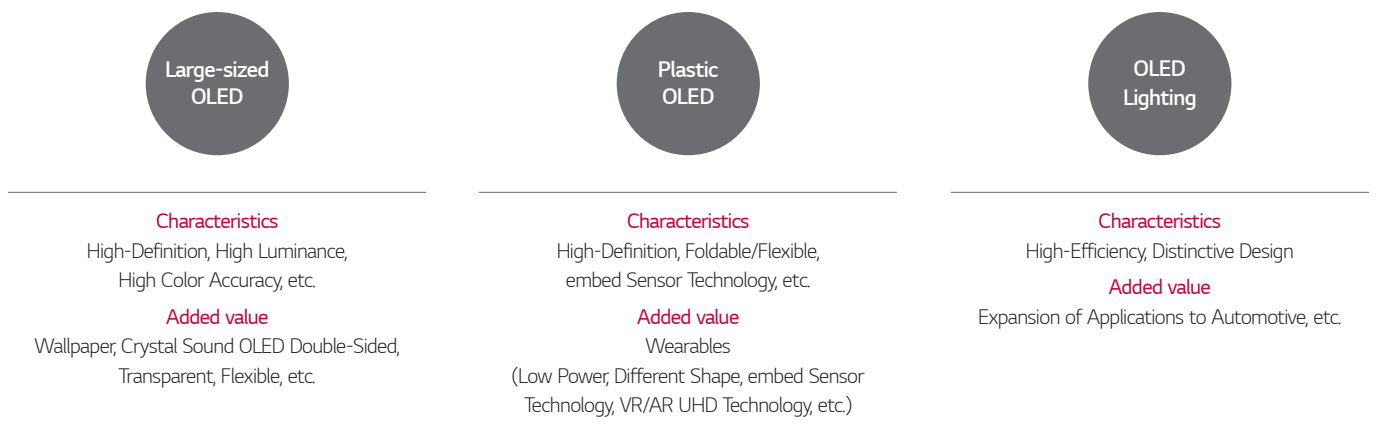 Large-sized
OLED
Characteristics
High-Definition, High Luminance,
High Color Accuracy, etc.
Added value
Wallpaper, Crystal Sound OLED Double-Sided,
Transparent, Flexible, etc.
Plastic
OLED
Characteristics
High-Definition, Foldable/Flexible,
embed Sensor Technology, etc.
Added value
Wearables
(Low Power, Different Shape, embed Sensor
Technology, VR/AR UHD Technology, etc.)
OLED
Lighting
Characteristics
High-Efficiency, Distinctive Design
Added value
Expansion of Applications to Automotive, etc.